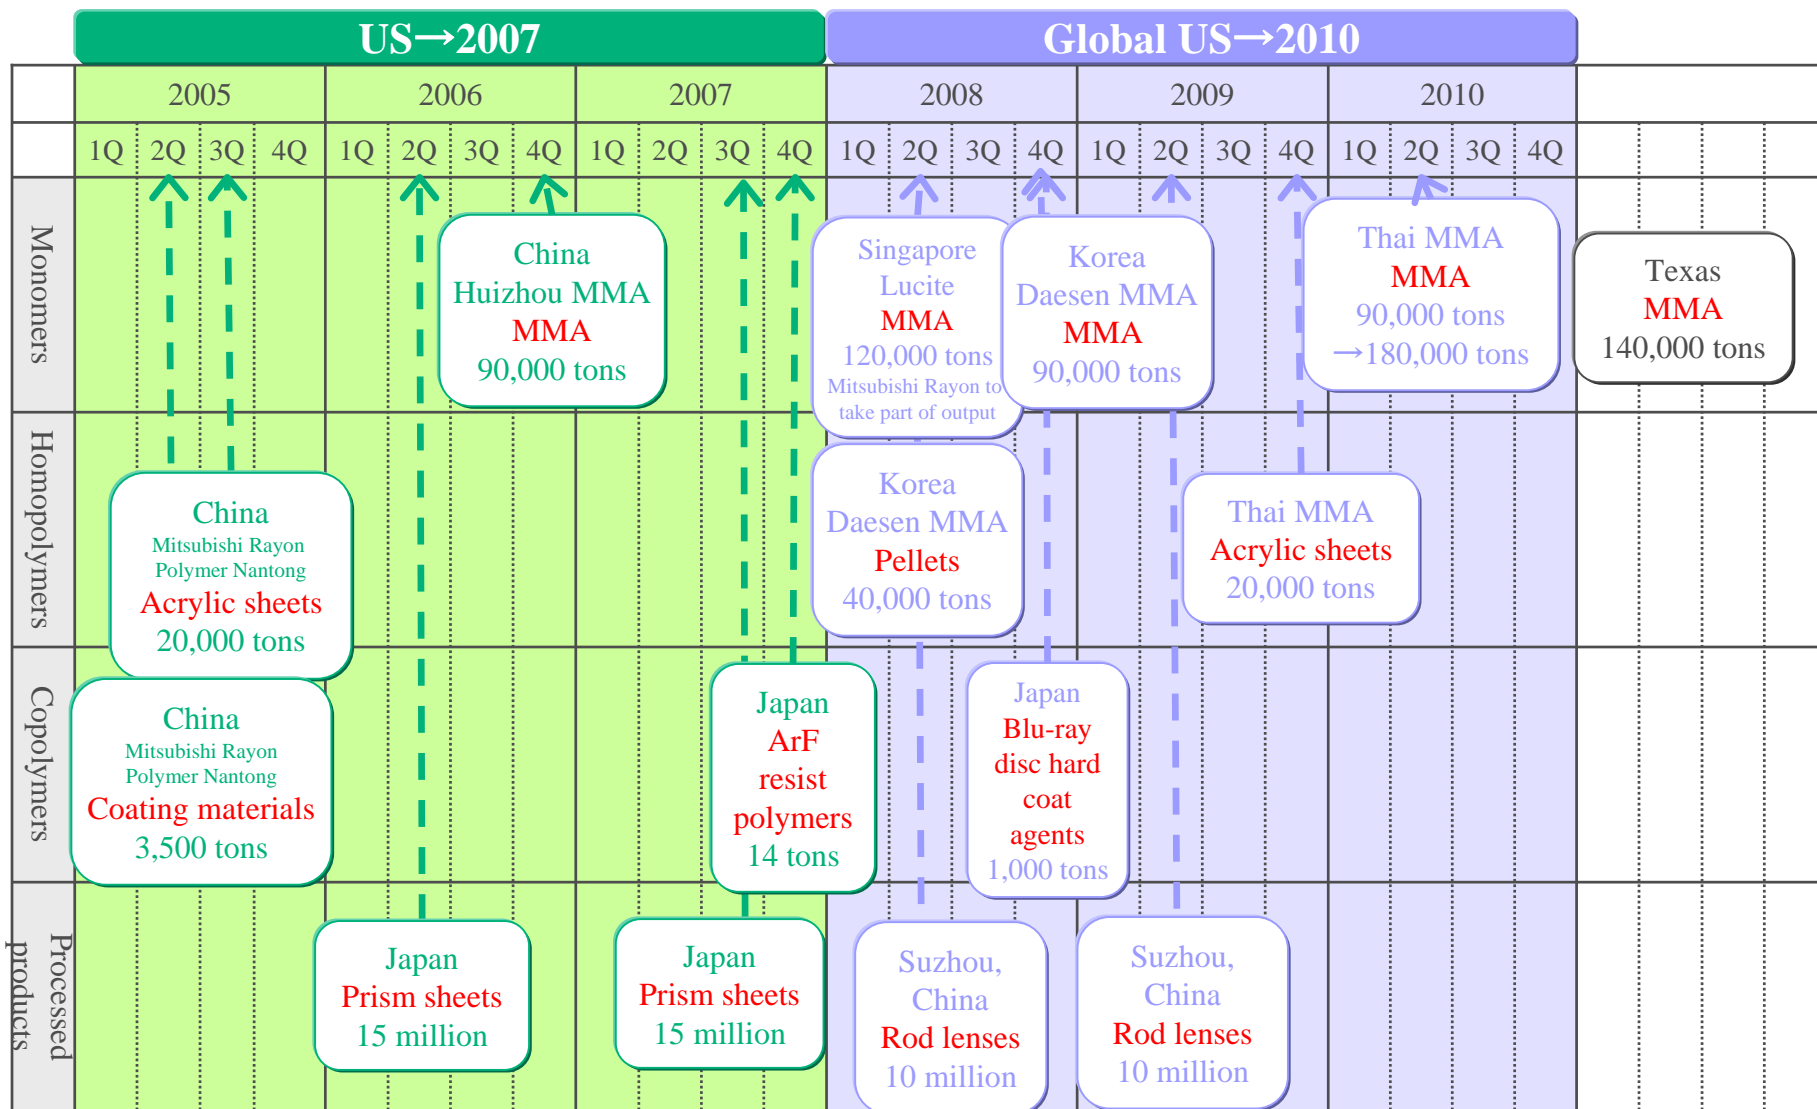 US→2007
Global US→2010
2005
2006
2007
2008
2009
2010
1Q 2Q 3Q 4Q 1Q 2Q 3Q 4Q 1Q 2Q 3Q 4Q 1Q 2Q 3Q 4Q 1Q 2Q 3Q 4Q 1Q 2Q 3Q 4Q
Monomers
China
Huizhou MMA
MMA
90,000 tons
Singapore
Lucite
MMA
120,000 tons
Mitsubishi Rayon to
take part of output
Korea
Daesen MMA
MMA
90,000 tons
Thai MMA
MMA
90,000 tons
→180,000 tons
Texas
MMA
140,000 tons
Homopolymers
China
Mitsubishi Rayon
Polymer Nantong
Acrylic sheets
20,000 tons
Korea
Daesen MMA
Pellets
40,000 tons
Thai MMA
Acrylic sheets
20,000 tons
Copolymers
China
Mitsubishi Rayon
Polymer Nantong
Coating materials
3,500 tons
Japan
ArF
resist
polymers
14 tons
Japan
Blu-ray
disc hard
coat
agents
1,000 tons
Processed
products
Japan
Prism sheets
15 million
Japan
Prism sheets
15 million
Suzhou,
China
Rod lenses
10 million
Suzhou,
China
Rod lenses
10 million